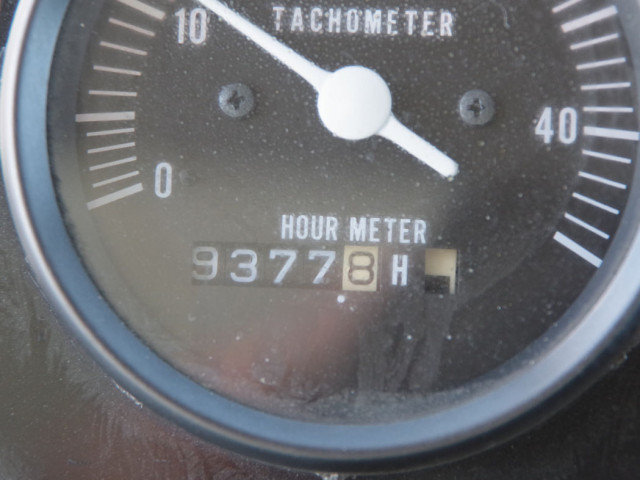 TACHOMETER
10
40
0
HOUR METER
93778 H